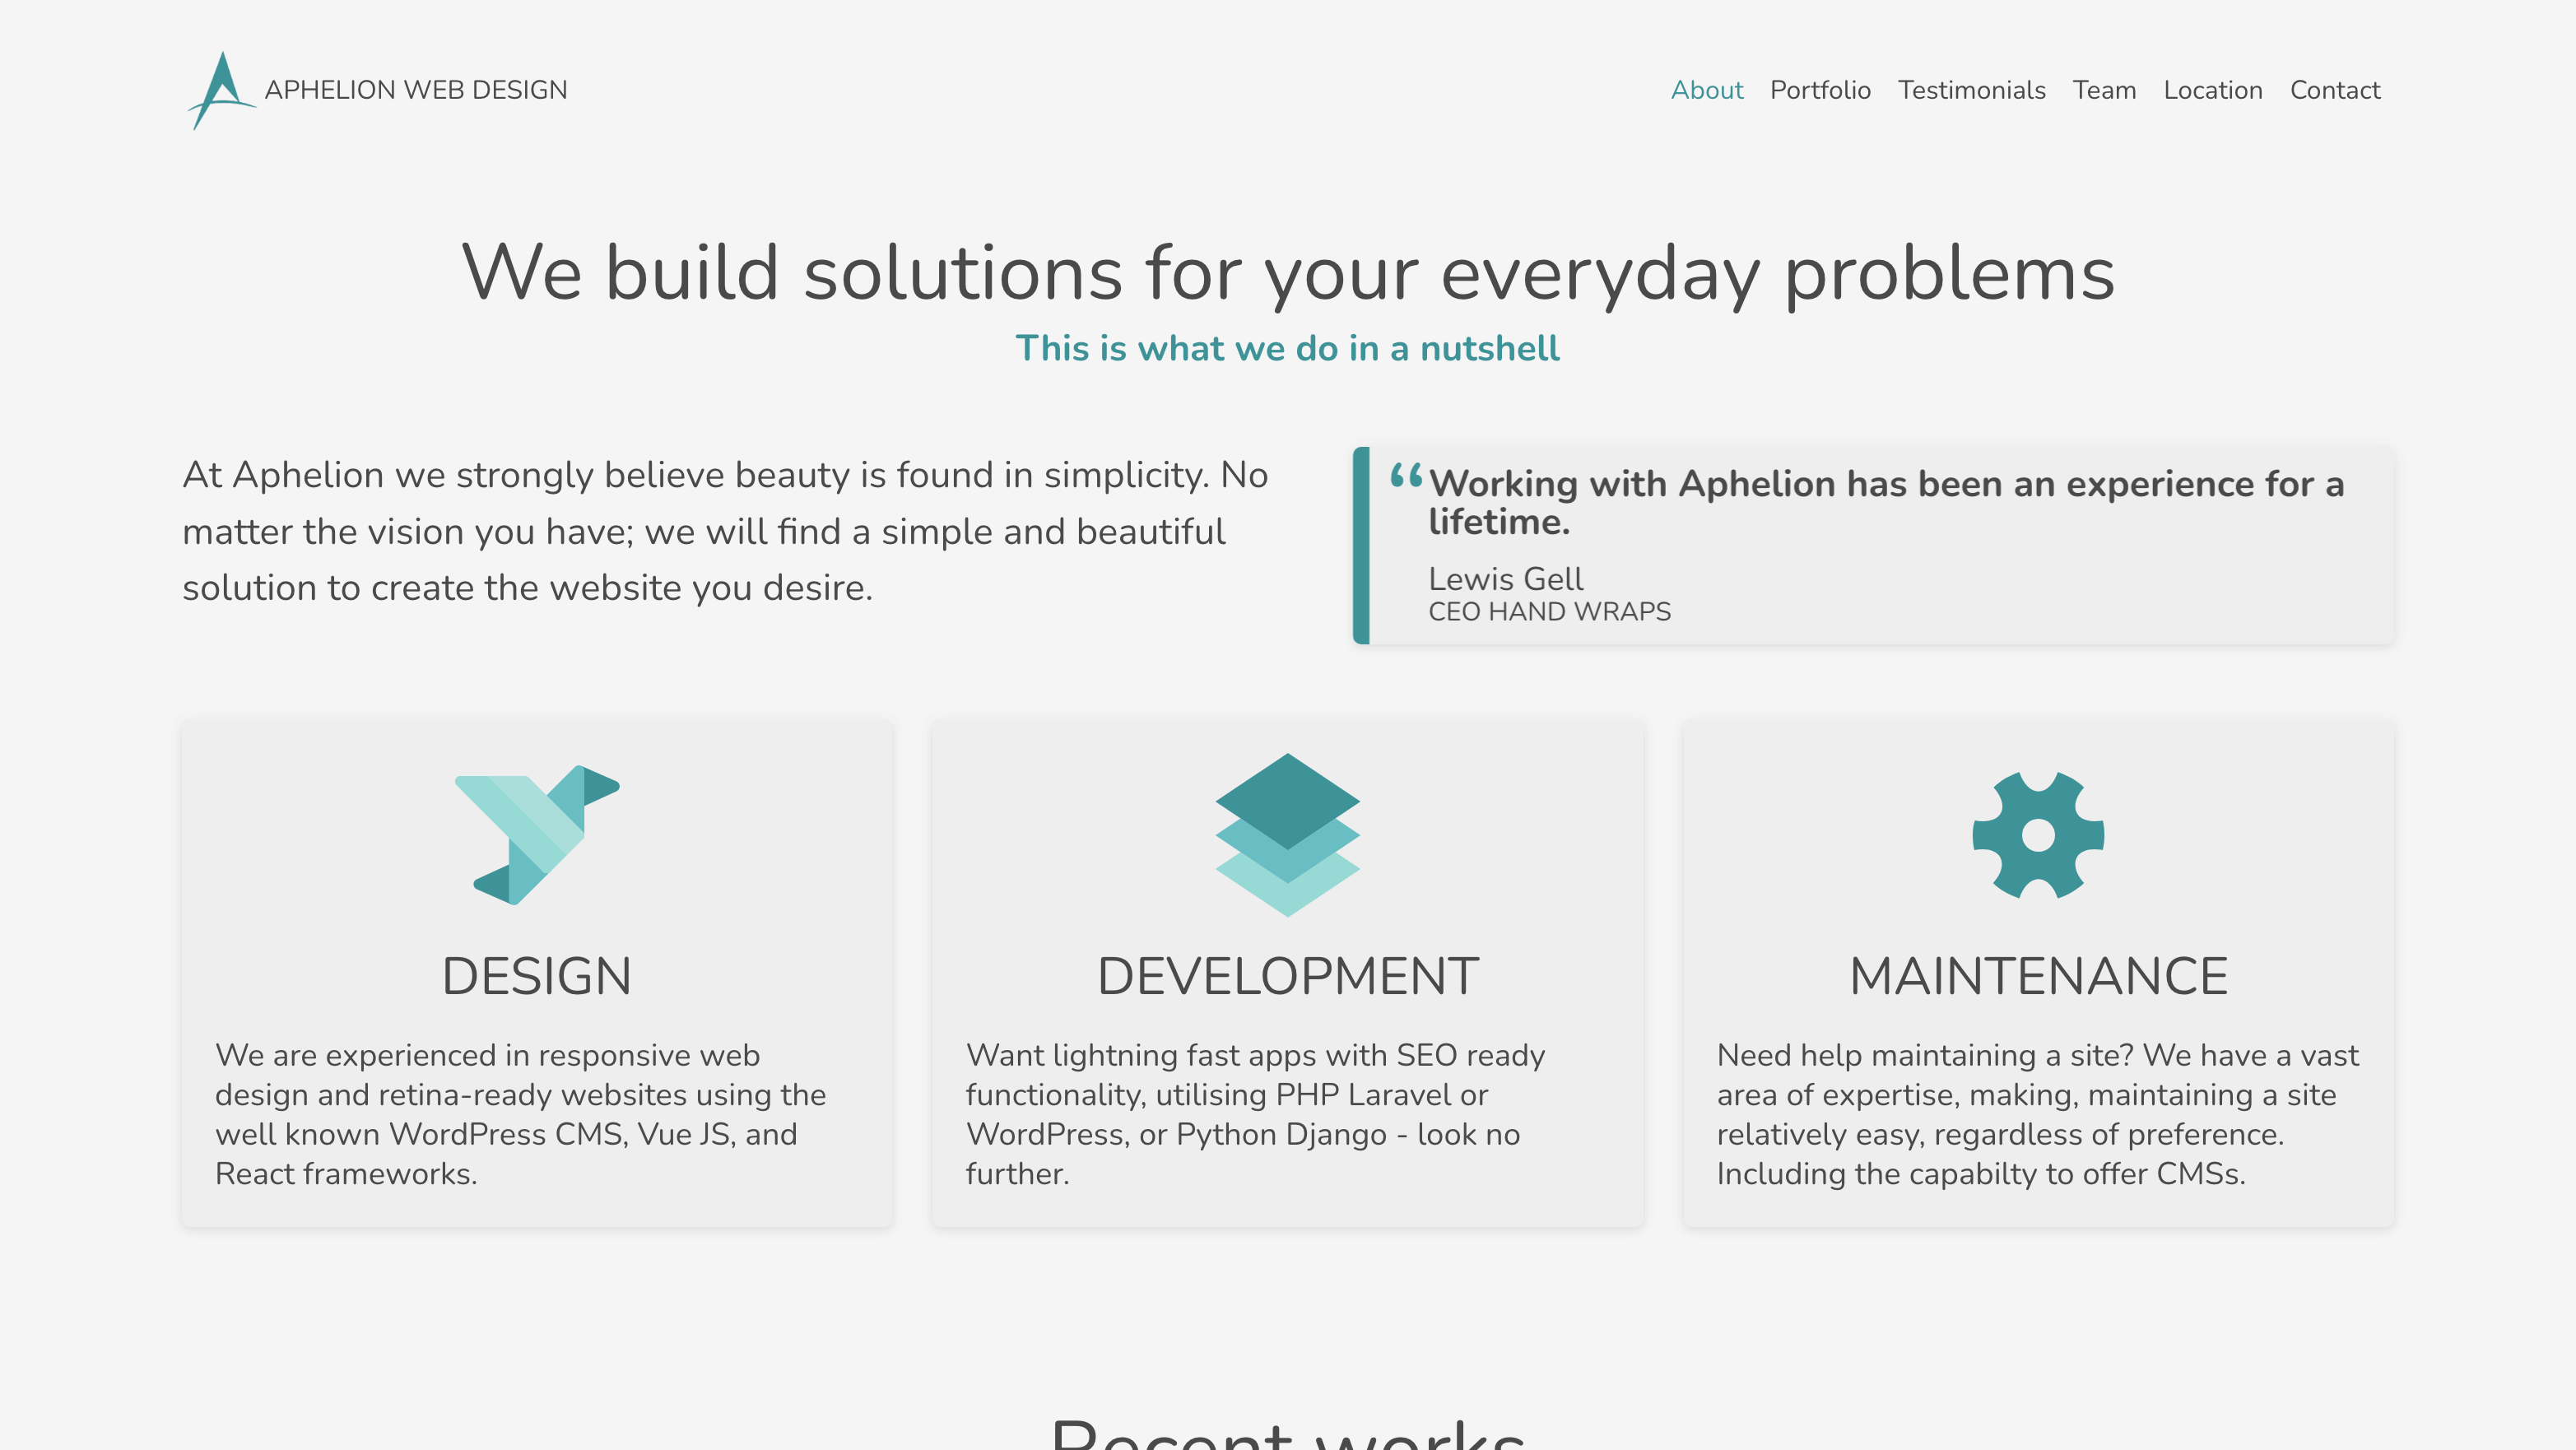 APHELION WEB DESIGN
About Portfolio Testimonials Team Location Contact
We build solutions for your everyday problems
This is what we do in a nutshell
At Aphelion we strongly believe beauty is found in simplicity. No
matter the vision you have; we will find a simple and beautiful
solution to create the website you desire.
“Working with Aphelion has been an experience for a
lifetime.
Lewis Gell
CEO HAND WRAPS
DESIGN
We are experienced in responsive web
design and retina-ready websites using the
well known WordPress CMS, Vue JS, and
React frameworks.
DEVELOPMENT
Want lightning fast apps with SEO ready
functionality, utilising PHP Laravel or
WordPress, or Python Django - look no
further.
MAINTENANCE
Need help maintaining a site? We have a vast
area of expertise, making, maintaining a site
relatively easy, regardless of preference.
Including the capabilty to offer CMSs.
Recent works